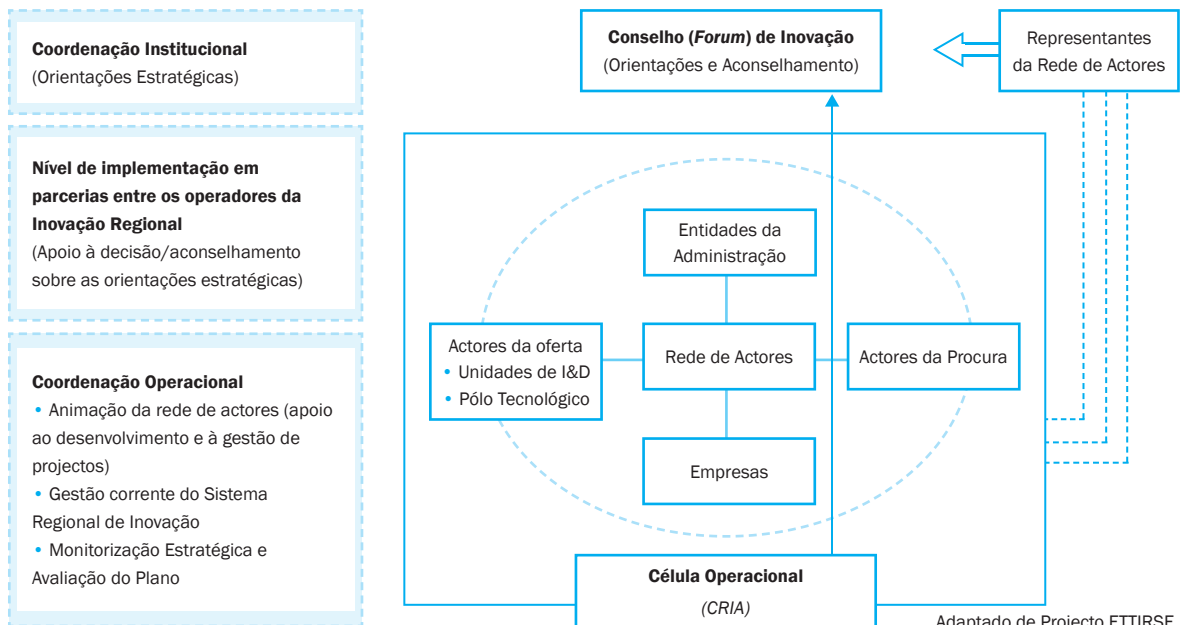 Coordenação Institucional
(Orientações Estratégicas)
Nível de implementação em
parcerias entre os operadores da
Inovação Regional
(Apoio à decisão/aconselhamento
sobre as orientações estratégicas)
Coordenação Operacional
• Animação da rede de actores (apoio
ao desenvolvimento e à gestão de
projectos)
• Gestão corrente do Sistema
Regional de Inovação
• Monitorização Estratégica e
Avaliação do Plano
Conselho (Forum) de Inovação
(Orientações e Aconselhamento)
Representantes
da Rede de Actores
Entidades da
Administração
Actores da oferta
• Unidades de I&D
• Pólo Tecnológico
Rede de Actores
Actores da Procura
Empresas
Célula Operacional
(CRIA)
Adaptado de Projecto ETTIRSE